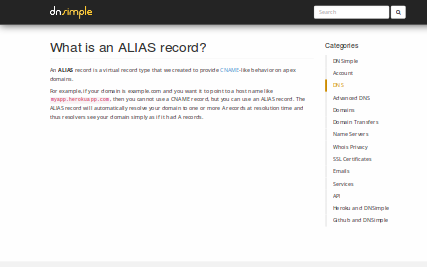 dnsimple
Search
What is an ALIAS record?
An ALIAS record is a virtual record type that we created to provide CNAME-like behavior on apex
domains.
For example, if your domain is example.com and you want it to point to a host name like
myapp.herokuapp.com, then you cannot use a CNAME record, but you can use an ALIAS record. The
ALIAS record will automatically resolve your domain to one or more A records at resolution time and
thus resolvers see your domain simply as if it had A records.
Categories
DNSimple
Account
DNS
Advanced DNS
Domains
Domain Transfers
Name Servers
Whois Privacy
SSL Certificates
Emails
Services
API
Heroku and DNSimple
Github and DNSimple